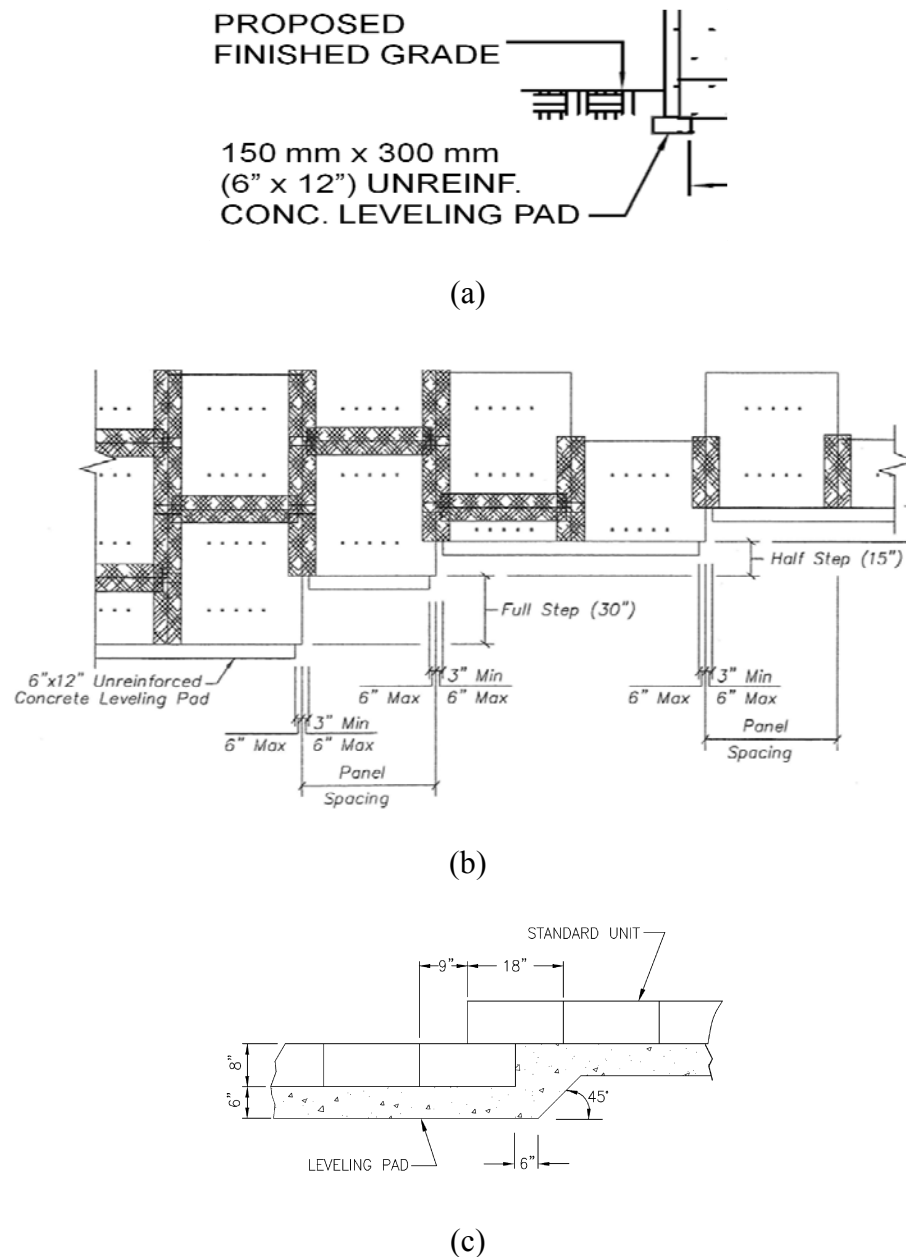 PROPOSED
FINISHED GRADE
150 mm x 300 mm
(6” x 12”) UNREINF.
CONC. LEVELING PAD
(a)
Half Step (15")
Full Step (30")
6"x12" Unreinforced
Concrete Leveling Pad
3" Min
6" Max
6" Max
3" Min
6" Max
6" Max
3" Min
6" Max
6" Max
Panel
Spacing
Panel
Spacing
(b)
STANDARD UNIT
9"
18"
8"
6"
45°
LEVELING PAD
6"
(c)